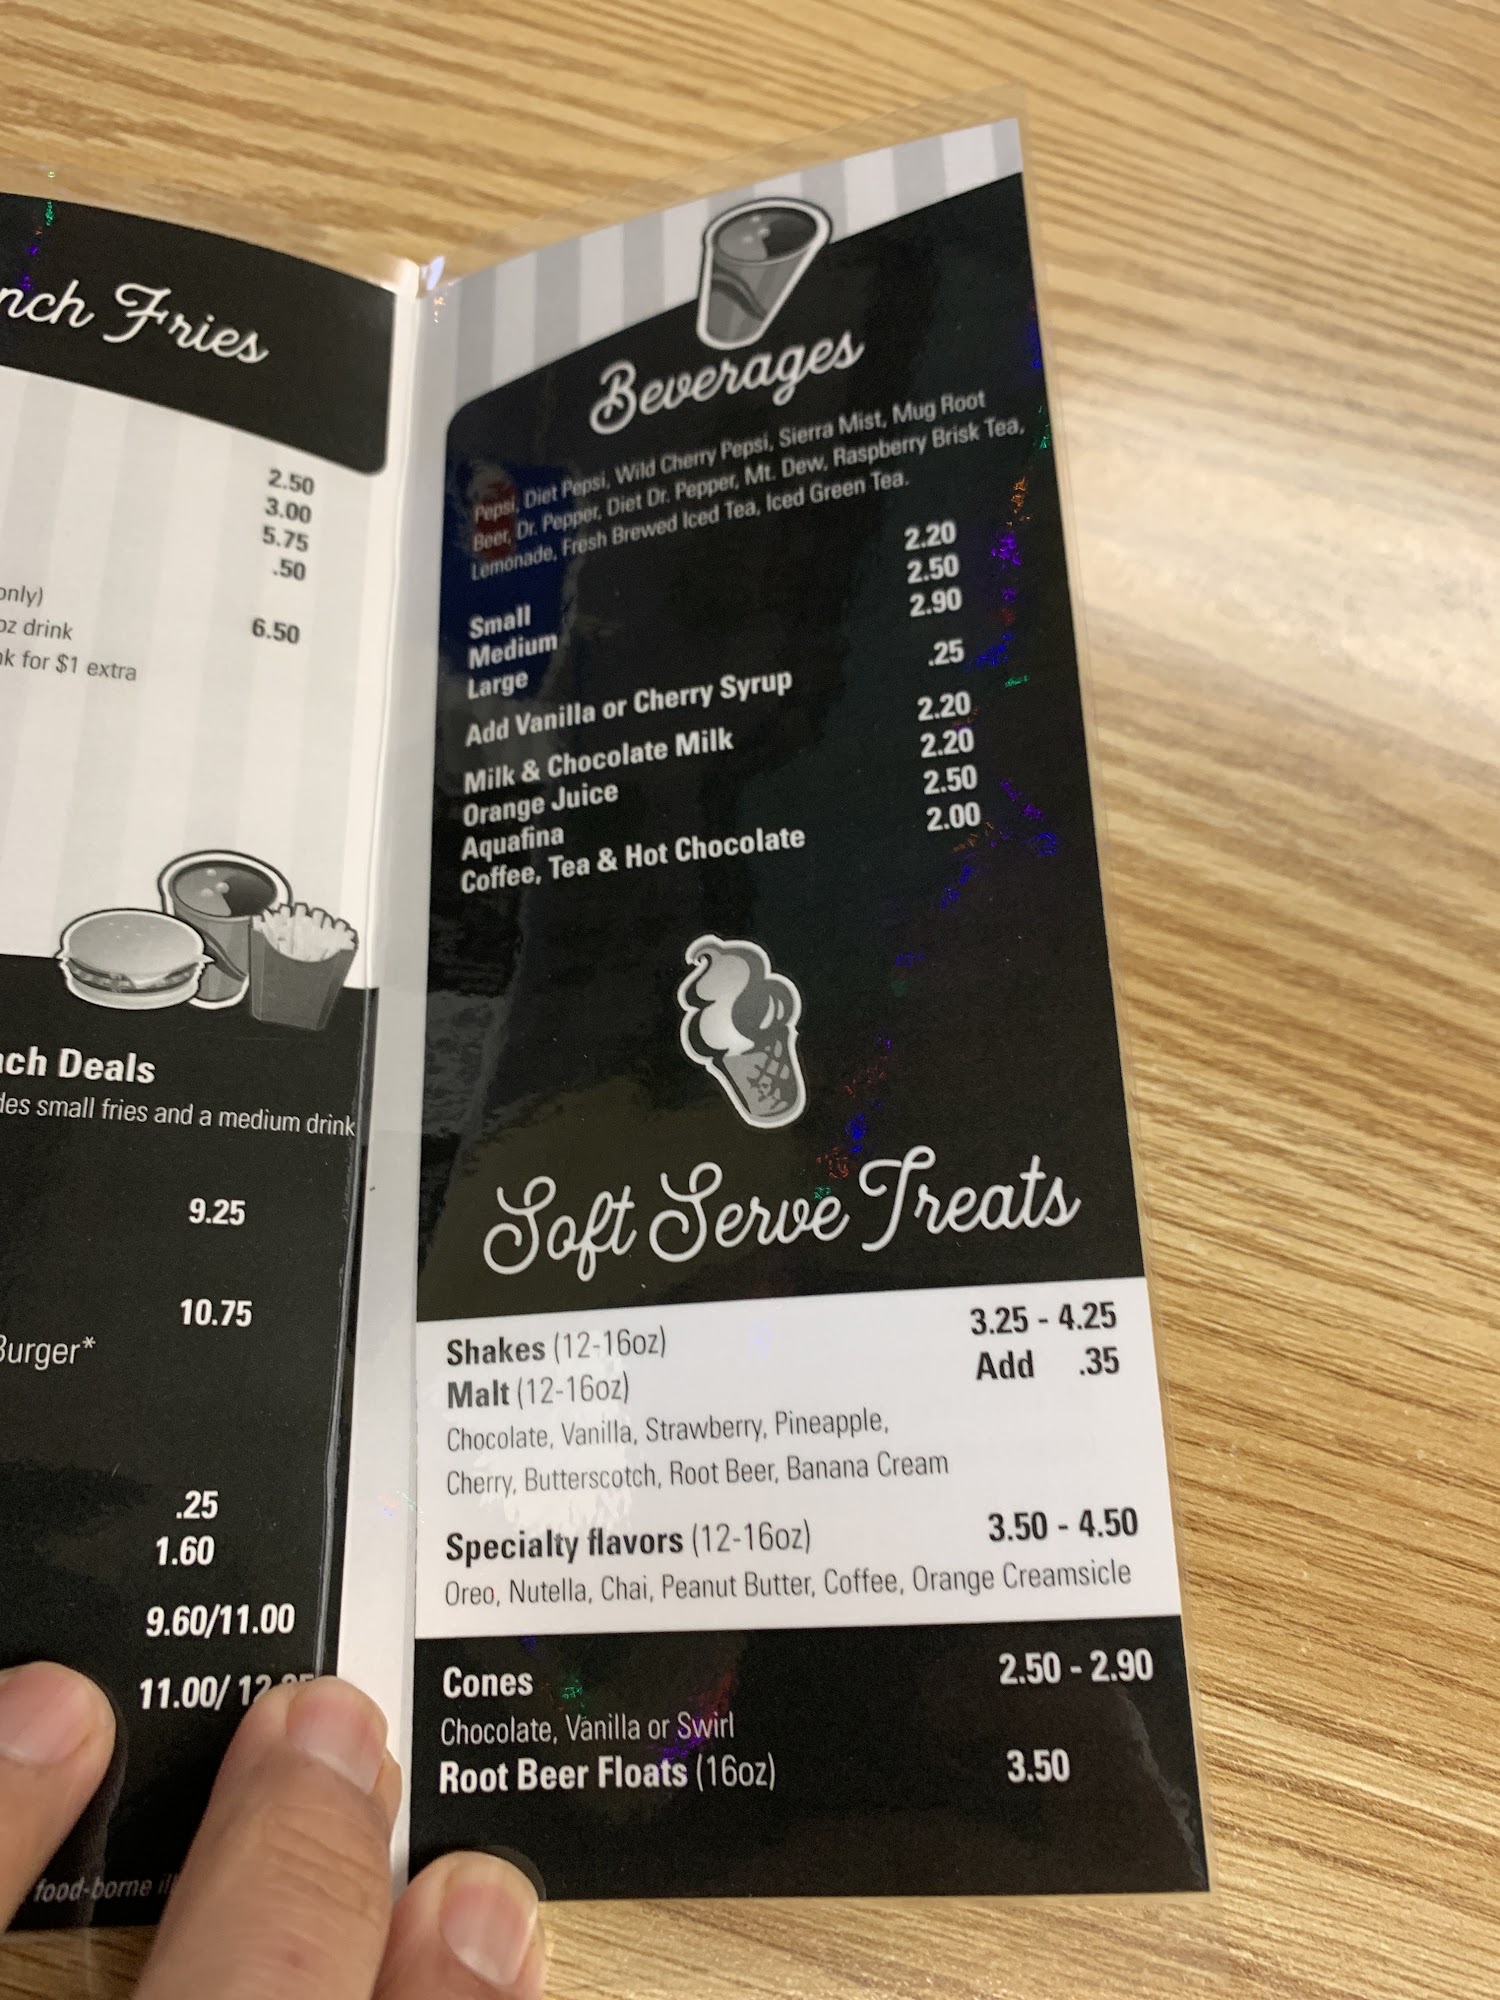 nch Fries
2.50
3.00
5.75
.50
only)
oz drink 6.50
nk for $1 extra
nch Deals
des small fries and a medium drink
9.25
10.75
Burger*
.25
1.60
9.60/11.00
11.00/
food-borne
Beverages
Pepsi, Diet Pepsi, Wild Cherry Pepsi, Sierra Mist, Mug Root
Beer, Dr. Pepper, Diet Dr. Pepper, Mt. Dew, Raspberry Brisk Tea,
Lemonade, Fresh Brewed Iced Tea, Iced Green Tea.
Small 2.20
Medium 2.50
Large 2.90
Add Vanilla or Cherry Syrup .25
Milk & Chocolate Milk 2.20
Orange Juice 2.20
Aquafina 2.50
Coffee, Tea & Hot Chocolate 2.00
Soft Serve Treats
Shakes (12-16oz) 3.25 - 4.25
Malt (12-16oz) Add .35
Chocolate, Vanilla, Strawberry, Pineapple,
Cherry, Butterscotch, Root Beer, Banana Cream
Specialty flavors (12-16oz) 3.50 - 4.50
Oreo, Nutella, Chai, Peanut Butter, Coffee, Orange Creamsicle
Cones 2.50 - 2.90
Chocolate, Vanilla or Swirl
Root Beer Floats (16oz) 3.50